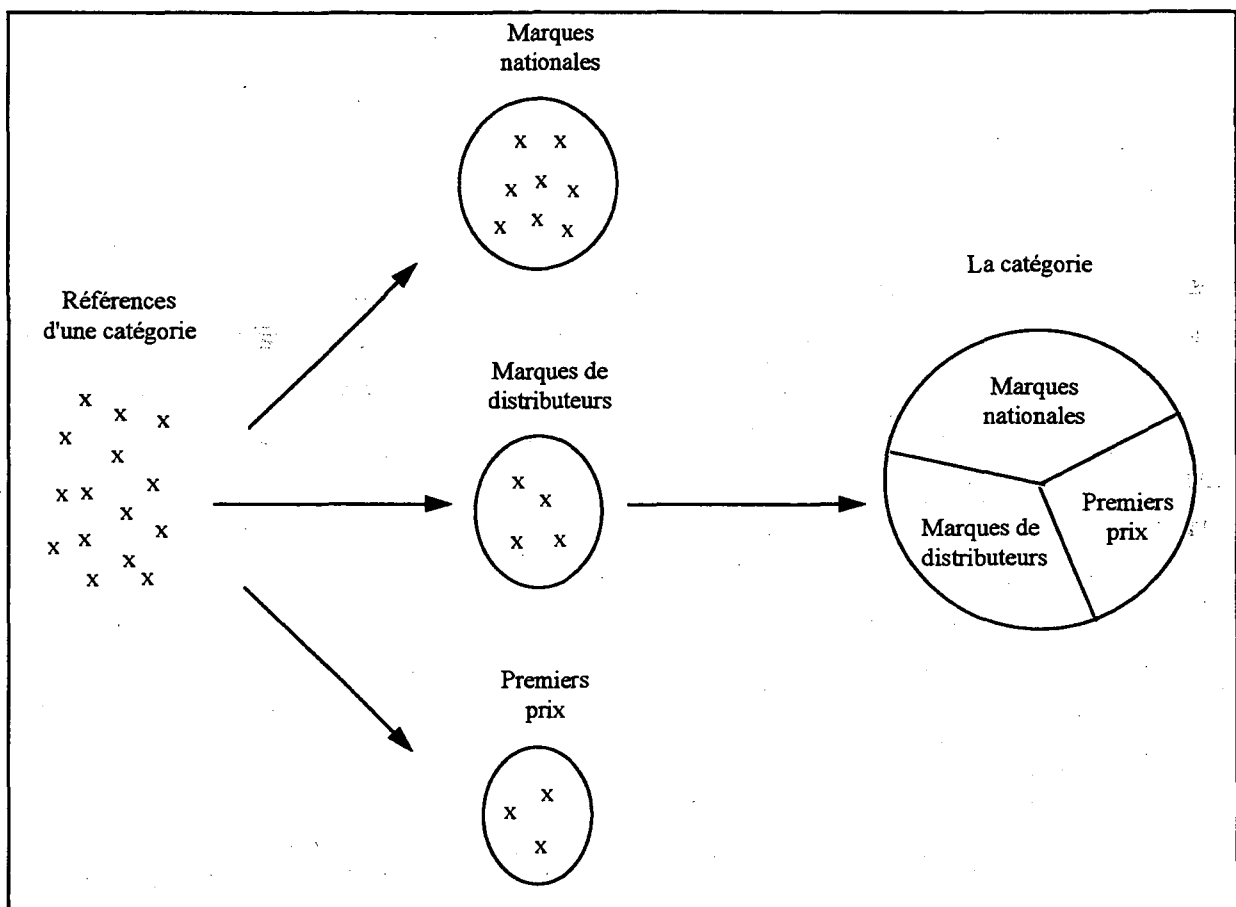 Marques
nationales
x x
x x x
x x x
Références
d'une catégorie
x x x
x
x
x x x
x
x
x x
x
x x
Marques de
distributeurs
x
x
x x
Premiers
prix
x
x
x
La catégorie
Marques
nationales
Premiers
prix
Marques de
distributeurs